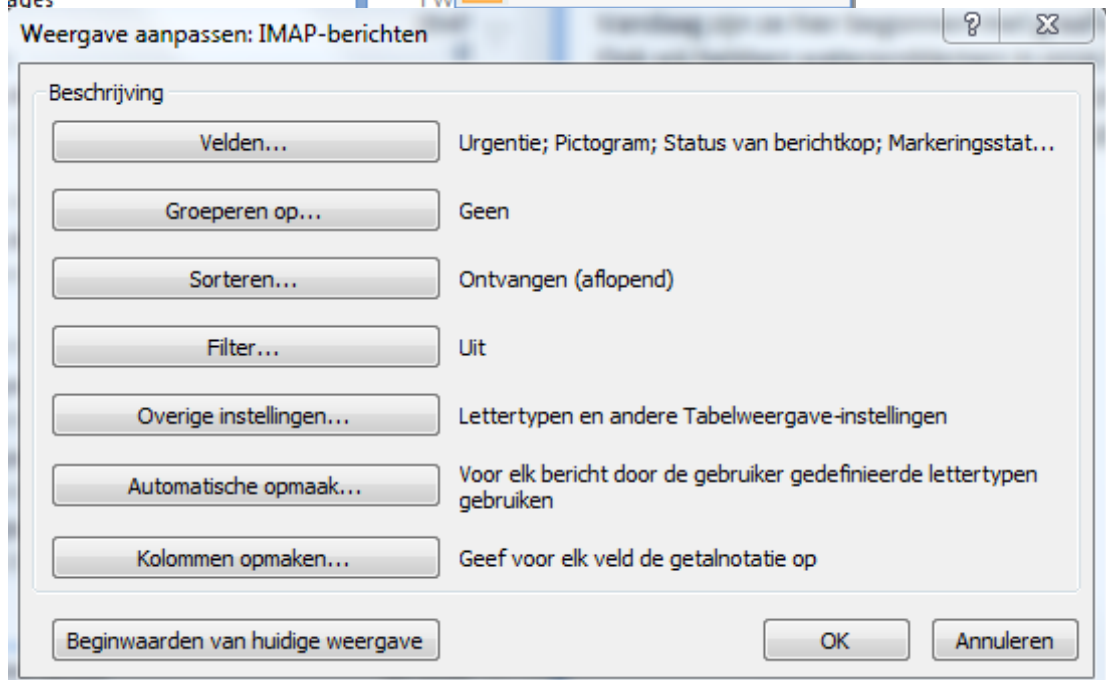 Weergave aanpassen: IMAP-berichten
Beschrijving
Velden... Urgentie; Pictogram; Status van berichtkop; Markeringsstat...
Groeperen op... Geen
Sorteren... Ontvangen (aflopend)
Filter... Uit
Overige instellingen... Lettertypen en andere Tabelweergave-instellingen
Automatische opmaak... Voor elk bericht door de gebruiker gedefinieerde lettertypen
gebruiken
Kolommen opmaken... Geef voor elk veld de getalnotatie op
Beginwaarden van huidige weergave OK Annuleren